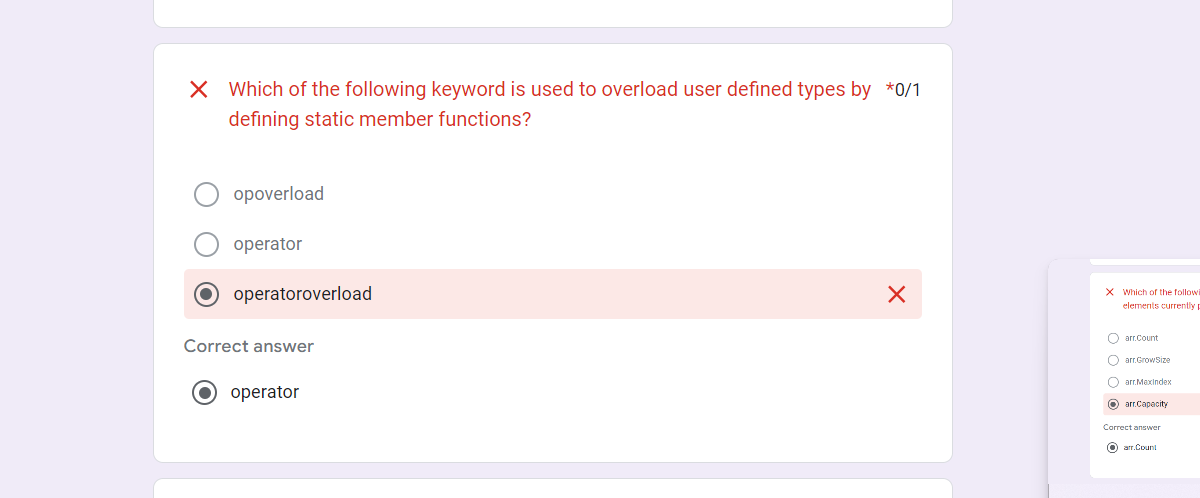 Which of the following keyword is used to overload user defined types by *0/1
defining static member functions?
opoverload
operator
operatoroverload
Correct answer
operator
Which of the followi
elements currently p
arr.Count
arr.GrowSize
arr.MaxIndex
arr.Capacity
Correct answer
arr.Count